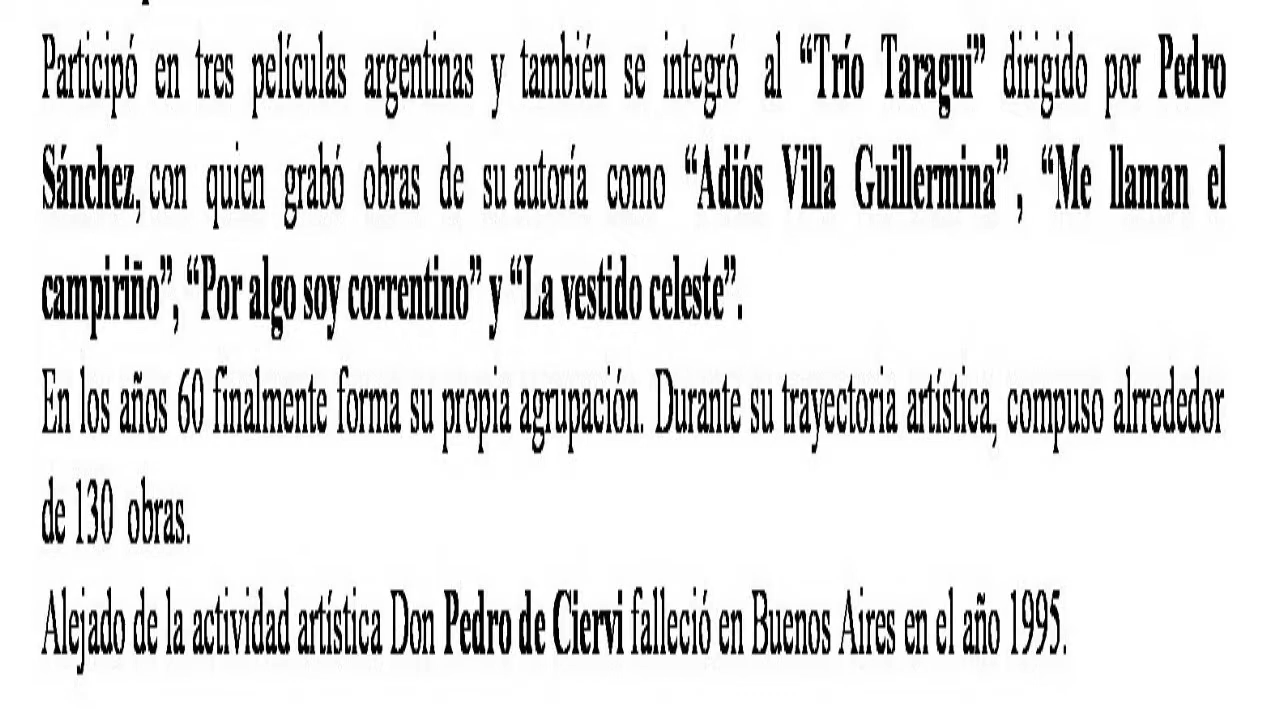 Participó en tres películas argentinas y también se integró al “Trío Taragui” dirigido por Pedro
Sánchez, con quien grabó obras de su autoría como “Adiós Villa Guillermina”, “Me llaman el
campiriño”, “Por algo soy correntino” y “La vestido celeste”.
En los años 60 finalmente forma su propia agrupación. Durante su trayectoria artística, compuso alrrededor
de 130 obras.
Alejado de la actividad artística Don Pedro de Ciervi falleció en Buenos Aires en el año 1995.